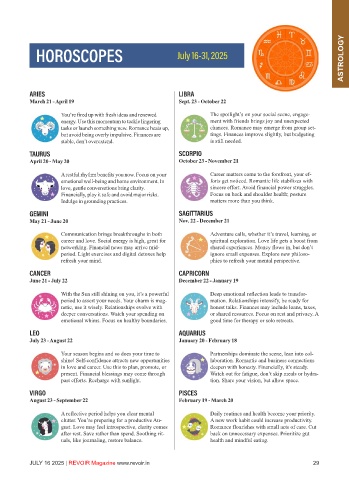 HOROSCOPES
July 16-31, 2025
ASTROLOGY
ARIES
March 21 - April 19
You're fired up with fresh ideas and renewed
energy. Use this momentum to tackle lingering
tasks or launch something new. Romance heats up,
but avoid being overly impulsive. Finances are
stable, don't overextend.
TAURUS
April 20 - May 20
A restful rhythm benefits you now. Focus on your
emotional well-being and home environment. In
love, gentle conversations bring clarity.
Financially, play it safe and avoid major risks.
Indulge in grounding practices.
GEMINI
May 21 - June 20
Communication brings breakthroughs in both
career and love. Social energy is high, great for
networking. Financial news may arrive mid-
period. Light exercises and digital detoxes help
refresh your mind.
CANCER
June 21 - July 22
With the Sun still shining on you, it's a powerful
period to assert your needs. Your charm is mag-
netic, use it wisely. Relationships evolve with
deeper conversations. Watch your spending on
emotional whims. Focus on healthy boundaries.
LEO
July 23 - August 22
Your season begins and so does your time to
shine! Self-confidence attracts new opportunities
in love and career. Use this to plan, promote, or
present. Financial blessings may come through
past efforts. Recharge with sunlight.
VIRGO
August 23 - September 22
A reflective period helps you clear mental
clutter. You're preparing for a productive Au-
gust. Love may feel introspective, clarity comes
after rest. Save rather than spend. Soothing rit-
uals, like journaling, restore balance.
LIBRA
Sept. 23 - October 22
The spotlight's on your social scene, engage-
ment with friends brings joy and unexpected
chances. Romance may emerge from group set-
tings. Finances improve slightly, but budgeting
is still needed.
SCORPIO
October 23 - November 21
Career matters come to the forefront, your ef-
forts get noticed. Romantic life stabilizes with
sincere effort. Avoid financial power struggles.
Focus on back and shoulder health; posture
matters more than you think.
SAGITTARIUS
Nov. 22 - December 21
Adventure calls, whether it's travel, learning, or
spiritual exploration. Love life gets a boost from
shared experiences. Money flows in, but don't
ignore small expenses. Explore new philoso-
phies to refresh your mental perspective.
CAPRICORN
December 22 - January 19
Deep emotional reflection leads to transfor-
mation. Relationships intensify, be ready for
honest talks. Finances may include loans, taxes,
or shared resources. Focus on rest and privacy. A
good time for therapy or solo retreats.
AQUARIUS
January 20 - February 18
Partnerships dominate the scene, lean into col-
laboration. Romantic and business connections
deepen with honesty. Financially, it's steady.
Watch out for fatigue, don't skip meals or hydra-
tion. Share your vision, but allow space.
PISCES
February 19 - March 20
Daily routines and health become your priority.
A new work habit could increase productivity.
Romance flourishes with small acts of care. Cut
back on unnecessary expenses. Prioritize gut
health and mindful eating.
JULY 16 2025 | REVOIR Magazine www.revoir.in
29